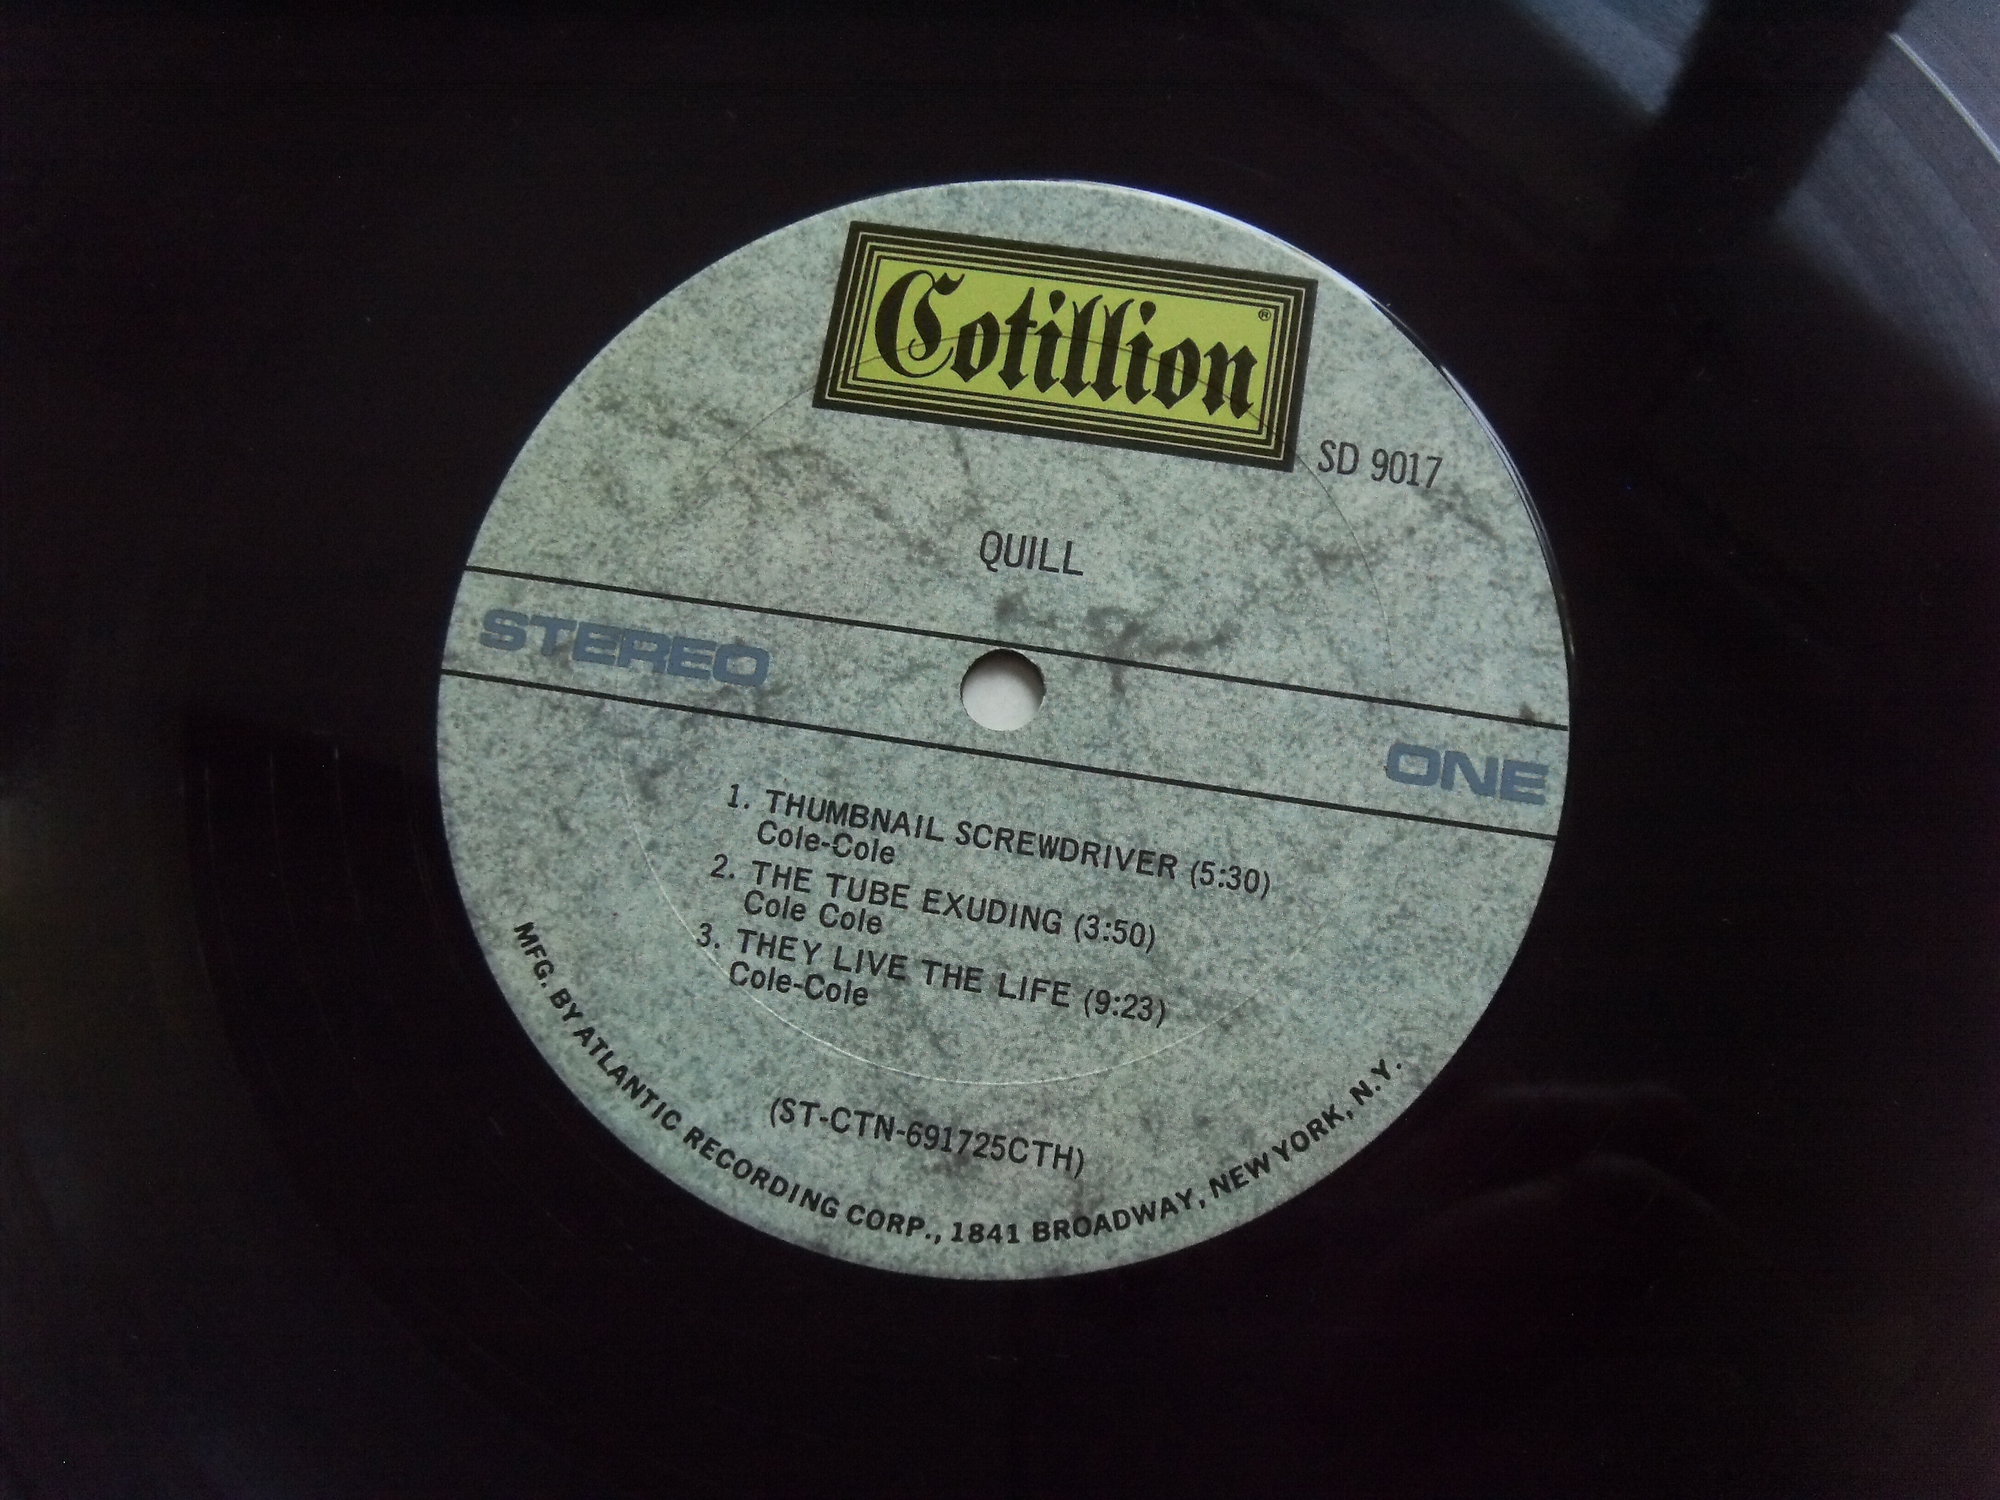 Cotillion ®
SD 9017
QUILL
STEREO
ONE
1. THUMBNAIL SCREWDRIVER (5:30)
Cole-Cole
2. THE TUBE EXUDING (3:50)
Cole Cole
3. THEY LIVE THE LIFE (9:23)
Cole-Cole
(ST-CTN-691725CTH)
MFG. BY ATLANTIC RECORDING CORP., 1841 BROADWAY, NEW YORK, N.Y.